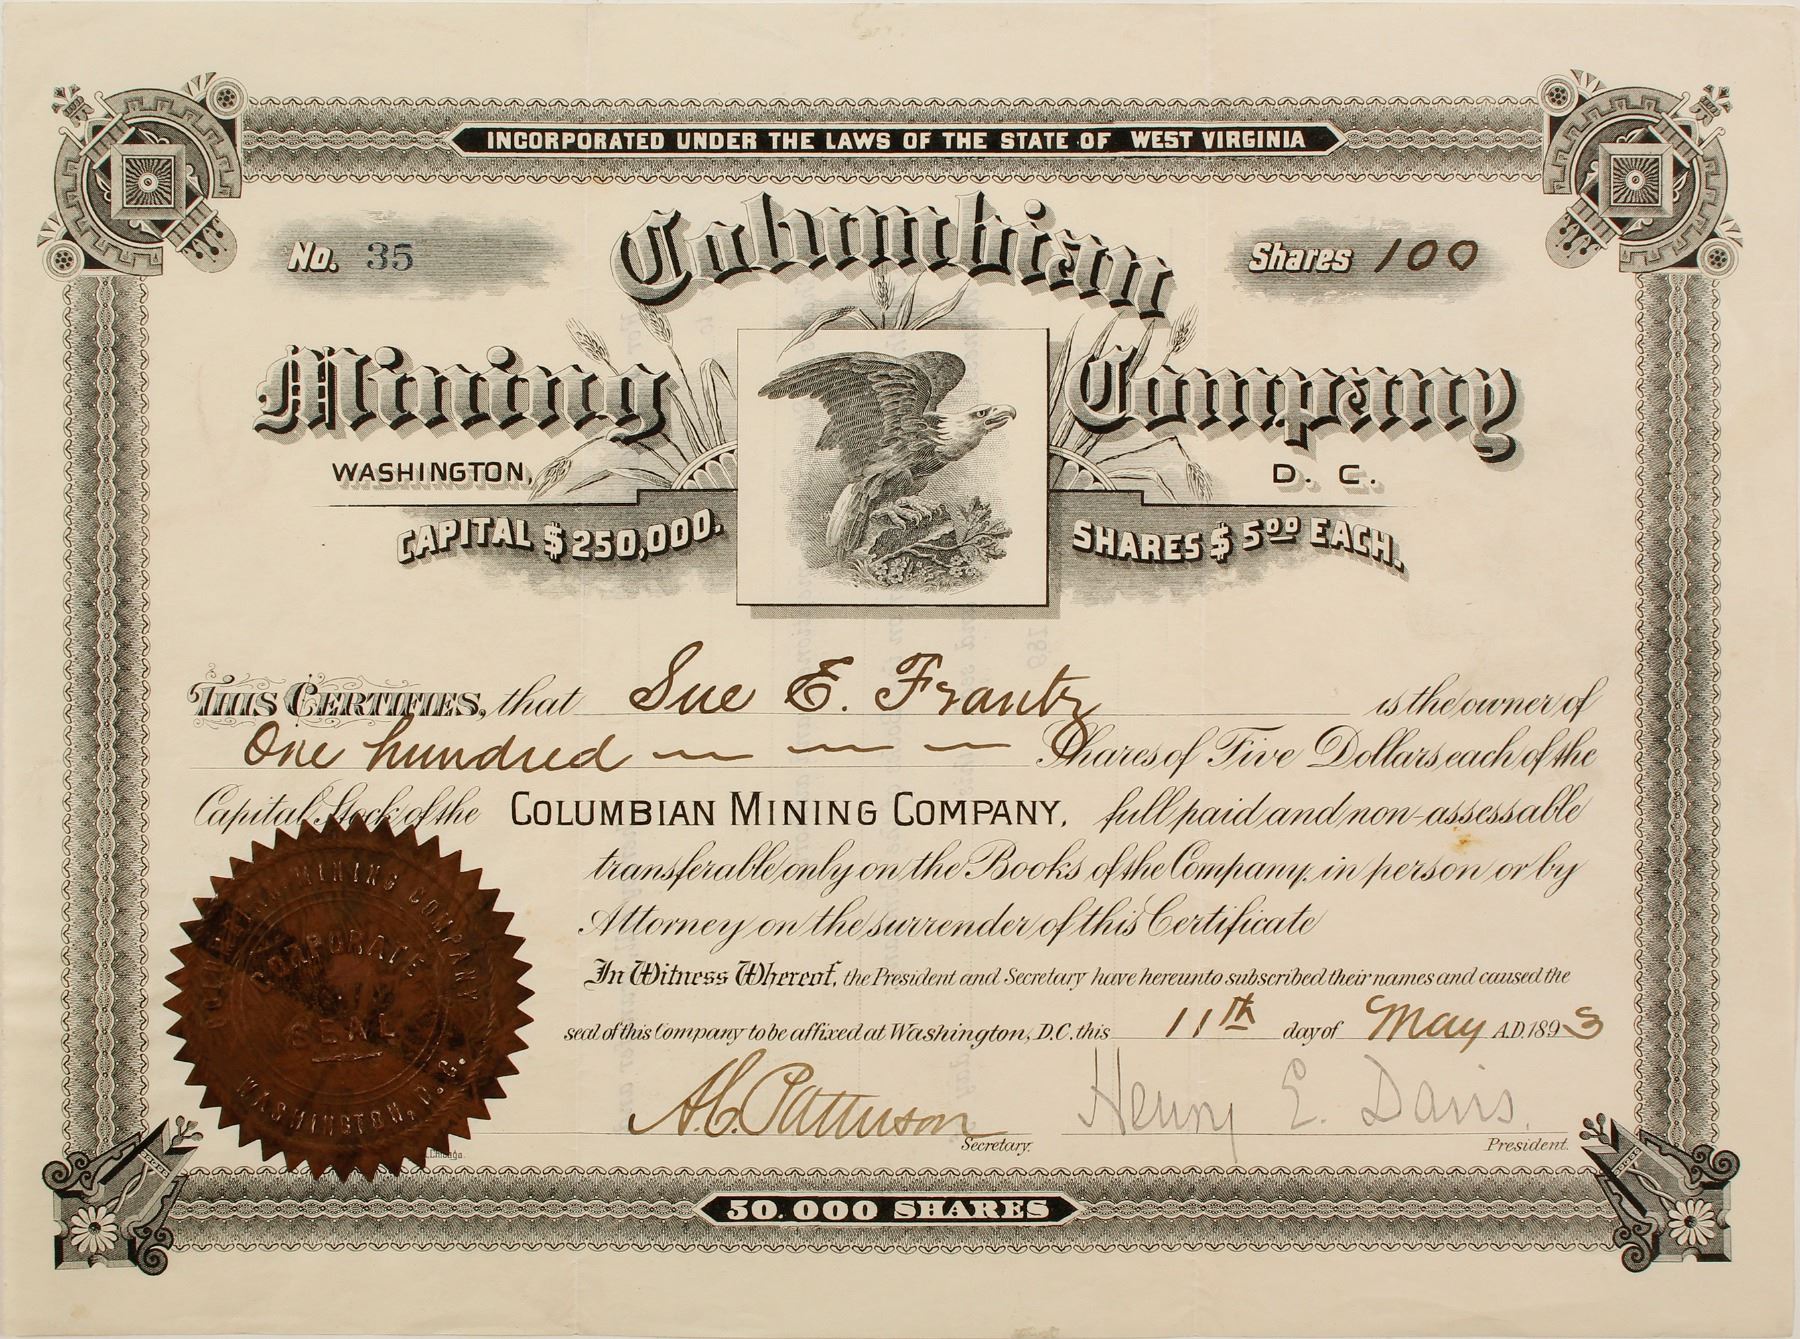 INCORPORATED UNDER THE LAWS OF THE STATE OF WEST VIRGINIA
No. 35
Columbian
Shares 100
Mining Company
WASHINGTON, D. C.
CAPITAL $250,000. SHARES $500 EACH.
THIS CERTIFIES, that Sue E. Frantz is the owner of
One hundred Shares of Five Dollars each of the
Capital Stock of the COLUMBIAN MINING COMPANY, full paid and non-assessable
transferable only on the Books of the Company, in person or by
Attorney on the surrender of this Certificate
In Witness Whereof, the President and Secretary have hereunto subscribed their names and caused the
seal of this Company to be affixed at Washington, D.C. this 11th day of May A.D. 1893
A.C. Patterson Henry E. Davis.
Secretary. President.
MINING COMPANY
CORPORATE
SEAL
WASHINGTON, D.C.
50.000 SHARES